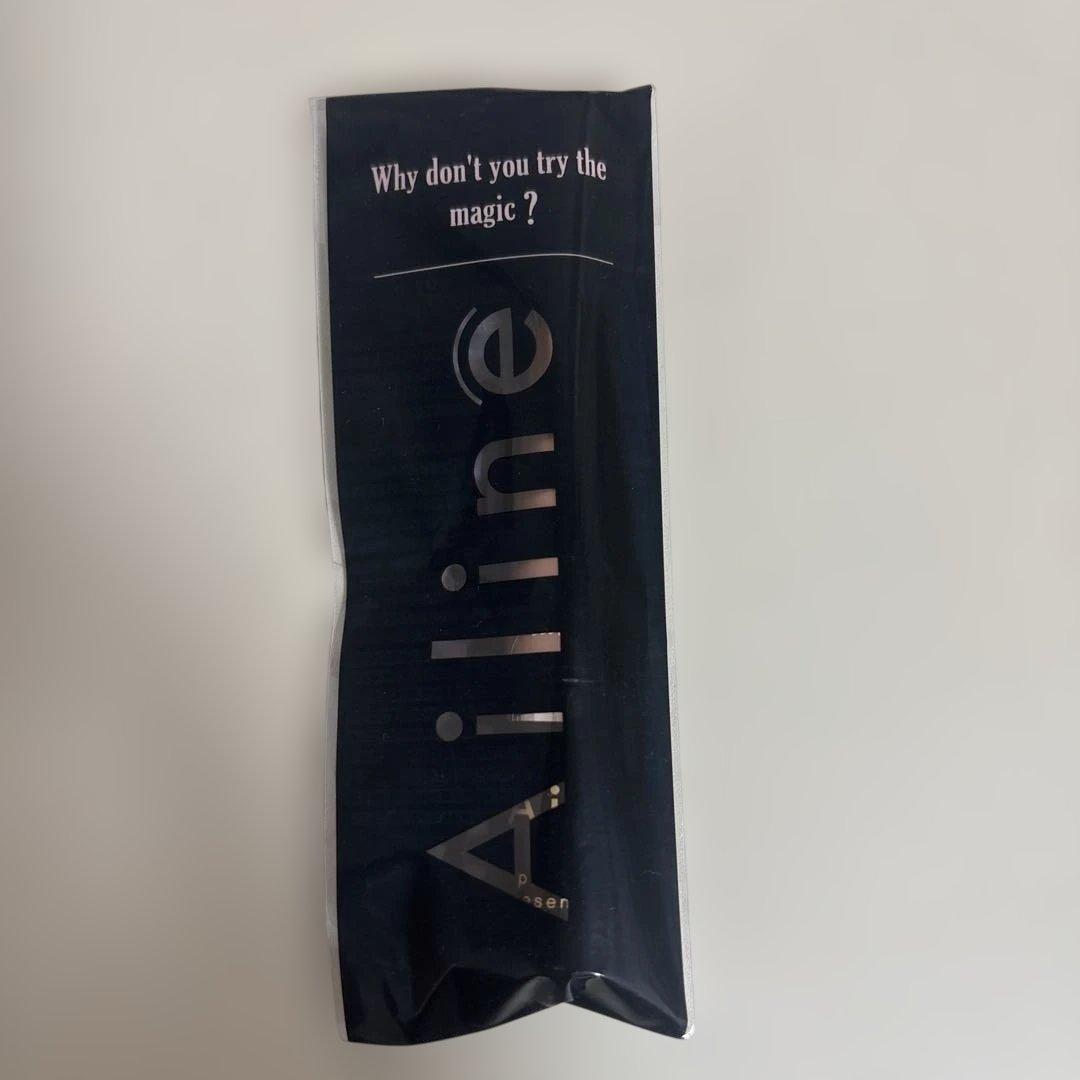 Why don't you try the
magic ?
Ailine